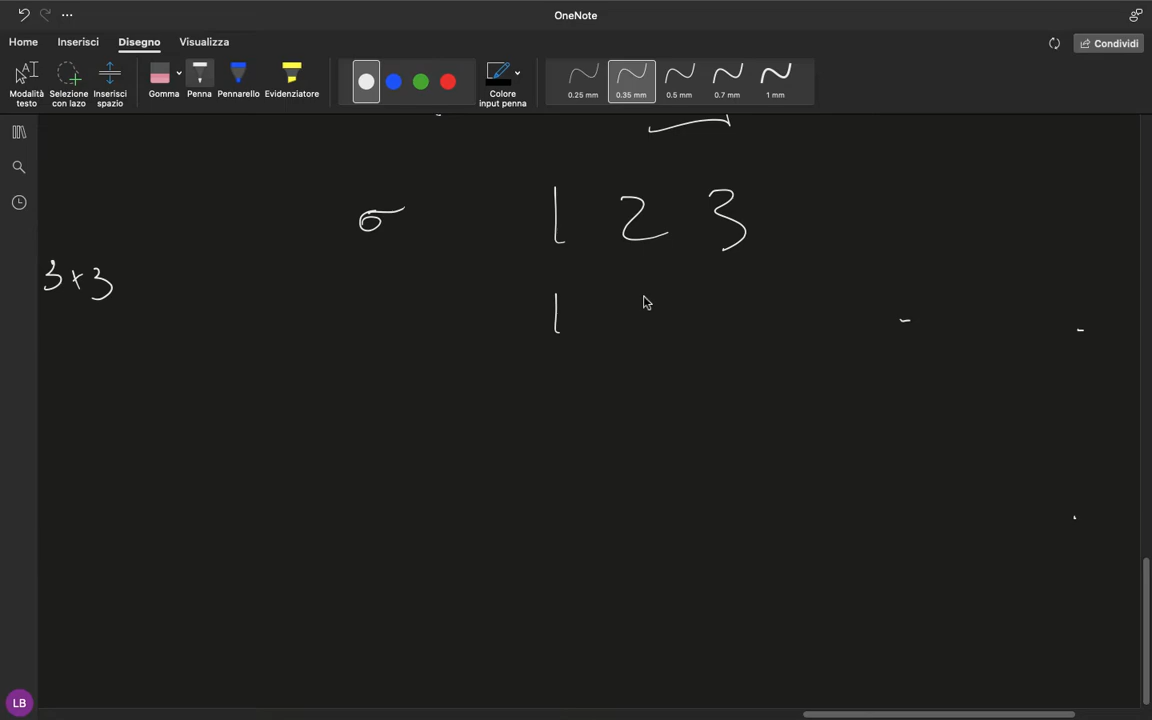 OneNote
Home Inserisci Disegno Visualizza
Condividi
Modalità testo
Selezione con lazo
Inserisci spazio
Gomma
Penna
Pennarello
Evidenziatore
Colore input penna
0.25 mm
0.35 mm
0.5 mm
0.7 mm
1 mm
σ 1 2 3
3x3
1
LB